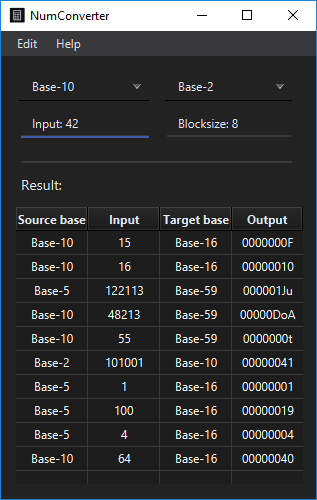 NumConverter
Edit Help
Base-10 Base-2
Input: 42 Blocksize: 8
Result:
Source base Input Target base Output
Base-10 15 Base-16 0000000F
Base-10 16 Base-16 00000010
Base-5 122113 Base-59 000001Ju
Base-10 48213 Base-59 00000DoA
Base-10 55 Base-59 0000000t
Base-2 101001 Base-10 00000041
Base-5 1 Base-16 00000001
Base-5 100 Base-16 00000019
Base-5 4 Base-16 00000004
Base-10 64 Base-16 00000040